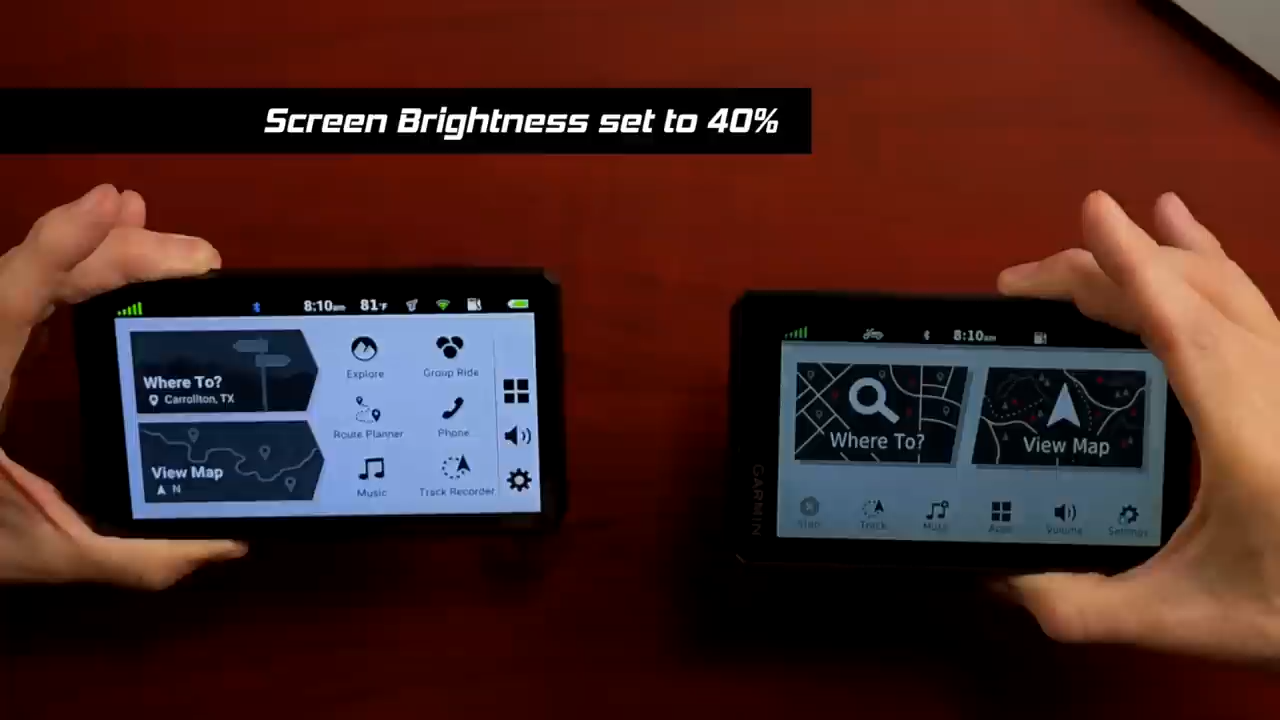 Screen Brightness set to 40%
8:10am 81°F
Where To?
Carrollton, TX
View Map
N
Explore
Group Ride
Route Planner
Phone
Music
Track Recorder
GARMIN
8:10am
Where To?
View Map
Stop
Track
Music
Apps
Volume
Settings